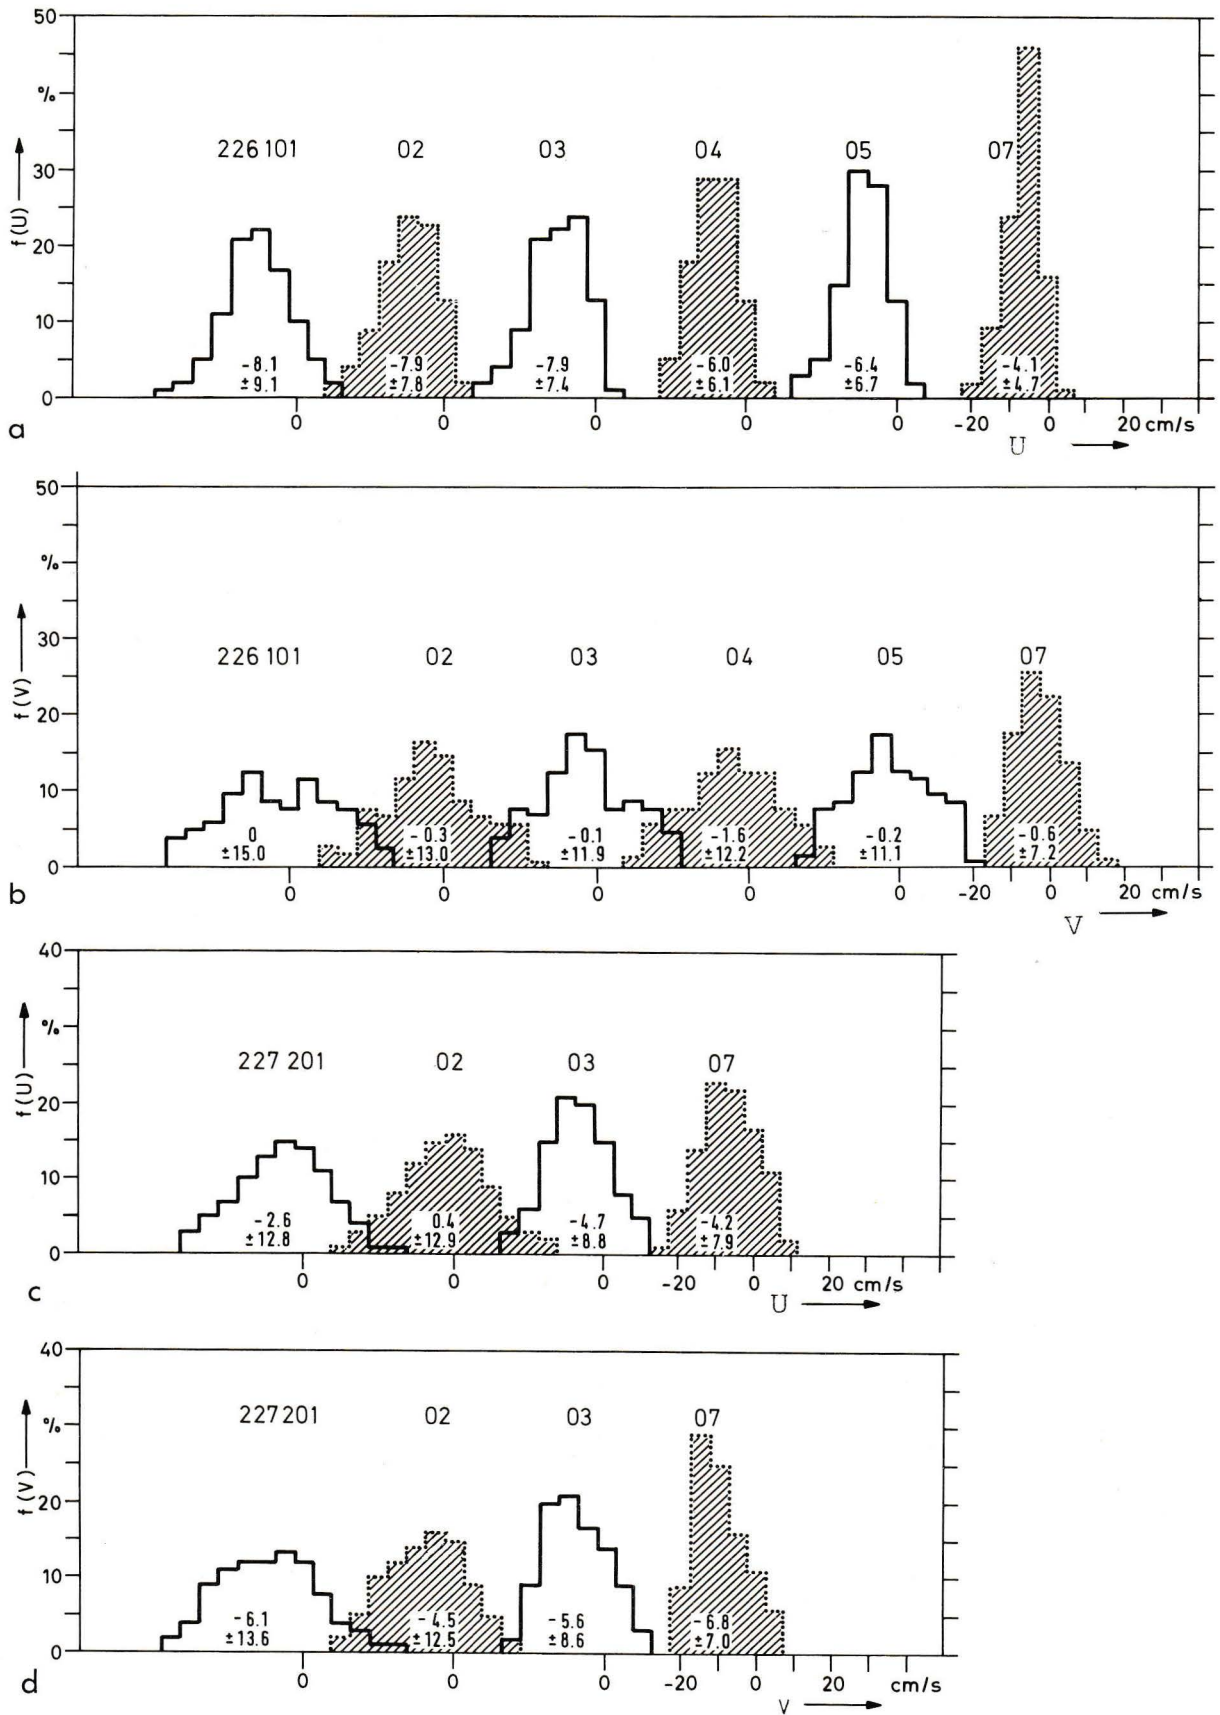 50
%
30
20
10
0
f (U)
226 101 02 03 04 05 07
-8.1 -7.9 -7.9 -6.0 -6.4 -4.1
±9.1 ±7.8 ±7.4 ±6.1 ±6.7 ±4.7
0 0 0 0 0 -20 0 20 cm/s
a
U
50
%
30
20
10
0
f (V)
226 101 02 03 04 05 07
0 -0.3 -0.1 -1.6 -0.2 -0.6
±15.0 ±13.0 ±11.9 ±12.2 ±11.1 ±7.2
0 0 0 0 0 -20 0 20 cm/s
b
V
40
%
20
10
0
f (U)
227 201 02 03 07
-2.6 0.4 -4.7 -4.2
±12.8 ±12.9 ±8.8 ±7.9
0 0 0 -20 0 20 cm/s
c
U
40
%
20
10
0
f (V)
227 201 02 03 07
-6.1 -4.5 -5.6 -6.8
±13.6 ±12.5 ±8.6 ±7.0
0 0 0 -20 0 20 cm/s
d
V